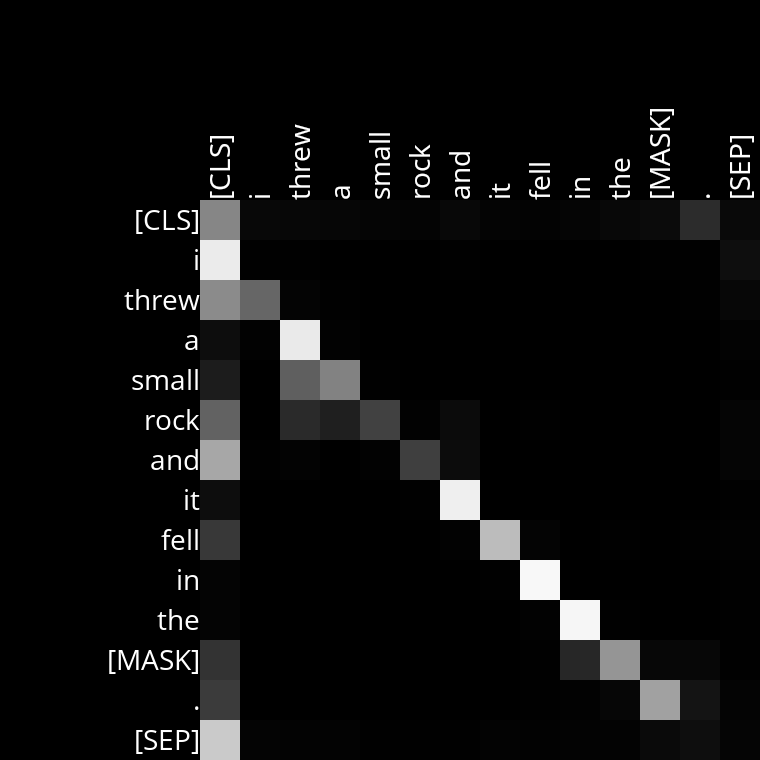 [CLS]
i
threw
a
small
rock
and
it
fell
in
the
[MASK]
.
[SEP]
[CLS]
i
threw
a
small
rock
and
it
fell
in
the
[MASK]
.
[SEP]